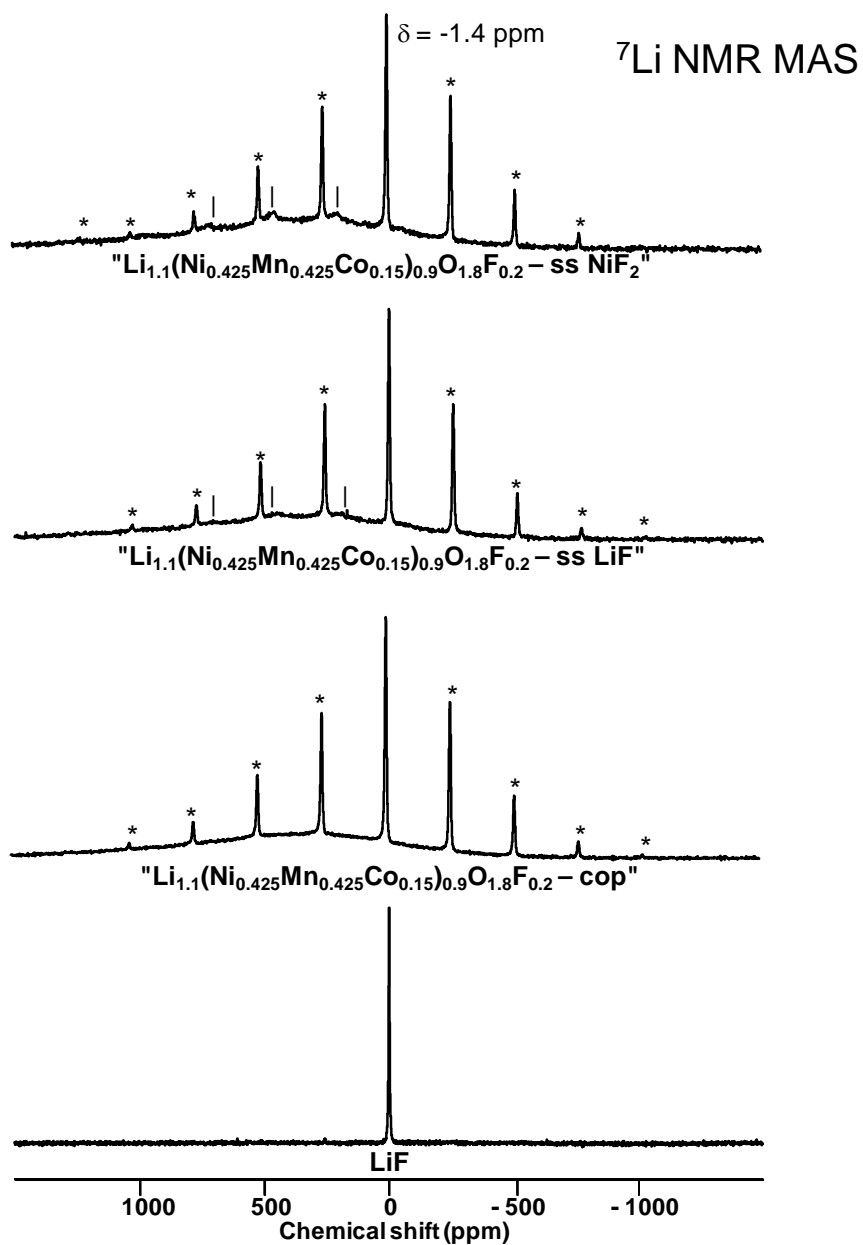 δ = -1.4 ppm
⁷Li NMR MAS
* * * * * | | | * * *
"Li₁.₁(Ni₀.₄₂₅Mn₀.₄₂₅Co₀.₁₅)₀.₉O₁.₈F₀.₂ – ss NiF₂"
* * * * | | | * * * *
"Li₁.₁(Ni₀.₄₂₅Mn₀.₄₂₅Co₀.₁₅)₀.₉O₁.₈F₀.₂ – ss LiF"
* * * * * * * *
"Li₁.₁(Ni₀.₄₂₅Mn₀.₄₂₅Co₀.₁₅)₀.₉O₁.₈F₀.₂ – cop"
LiF
1000 500 0 - 500 - 1000
Chemical shift (ppm)